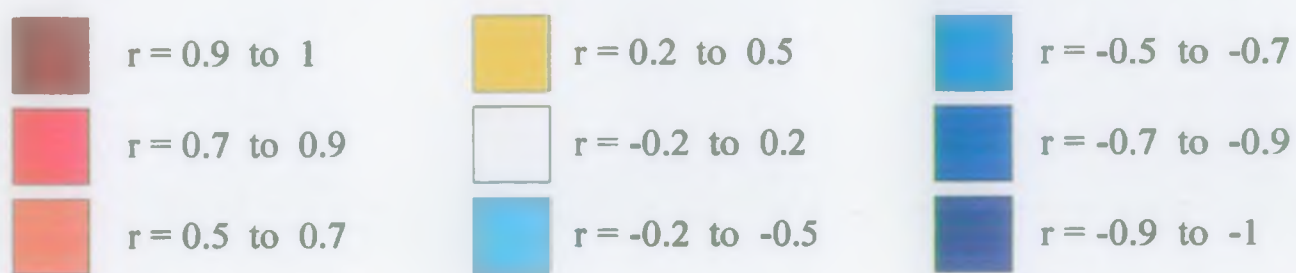 r = 0.9 to 1
r = 0.7 to 0.9
r = 0.5 to 0.7
r = 0.2 to 0.5
r = -0.2 to 0.2
r = -0.2 to -0.5
r = -0.5 to -0.7
r = -0.7 to -0.9
r = -0.9 to -1